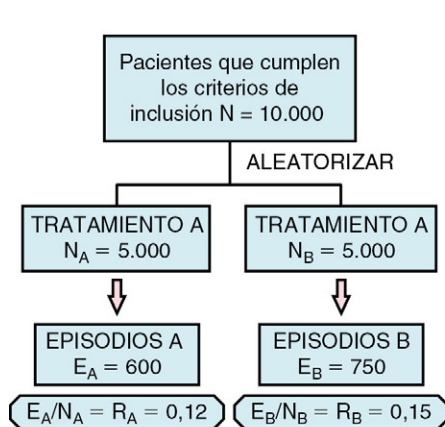 Pacientes que cumplen
los criterios de
inclusión N = 10.000
ALEATORIZAR
TRATAMIENTO A
N_A = 5.000
TRATAMIENTO A
N_B = 5.000
EPISODIOS A
E_A = 600
EPISODIOS B
E_B = 750
E_A/N_A = R_A = 0,12
E_B/N_B = R_B = 0,15